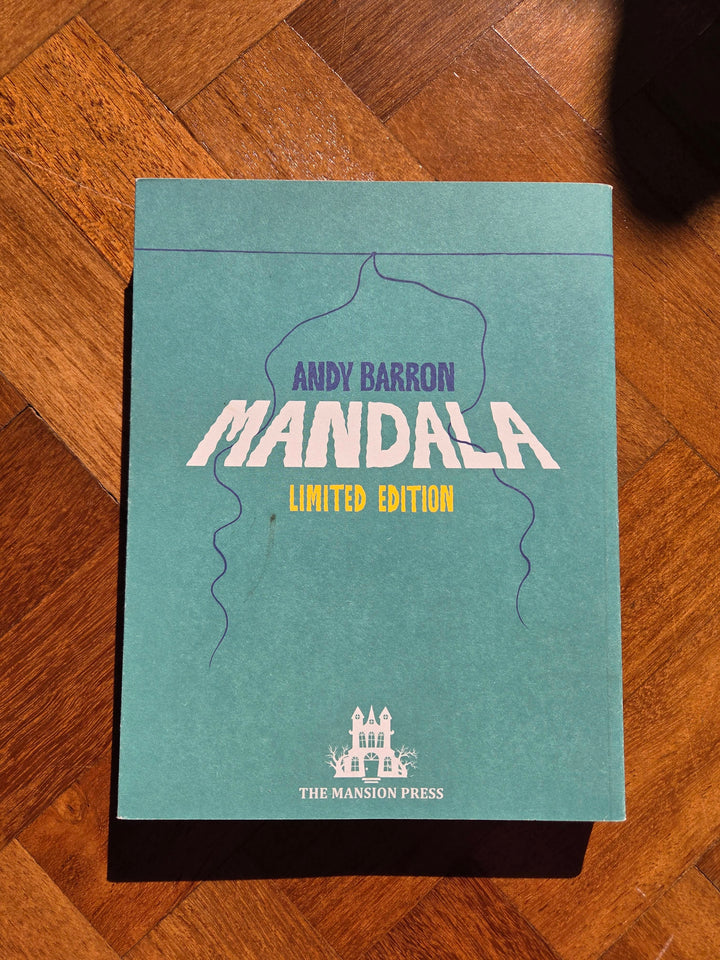 ANDY BARRON
MANDALA
LIMITED EDITION
THE MANSION PRESS